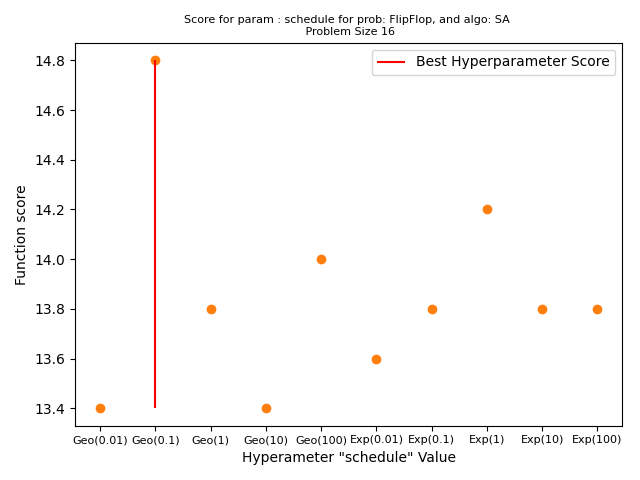 Score for param : schedule for prob: FlipFlop, and algo: SA
Problem Size 16
Best Hyperparameter Score
Function score
14.8
14.6
14.4
14.2
14.0
13.8
13.6
13.4
Geo(0.01) Geo(0.1) Geo(1) Geo(10) Geo(100) Exp(0.01) Exp(0.1) Exp(1) Exp(10) Exp(100)
Hyperameter "schedule" Value